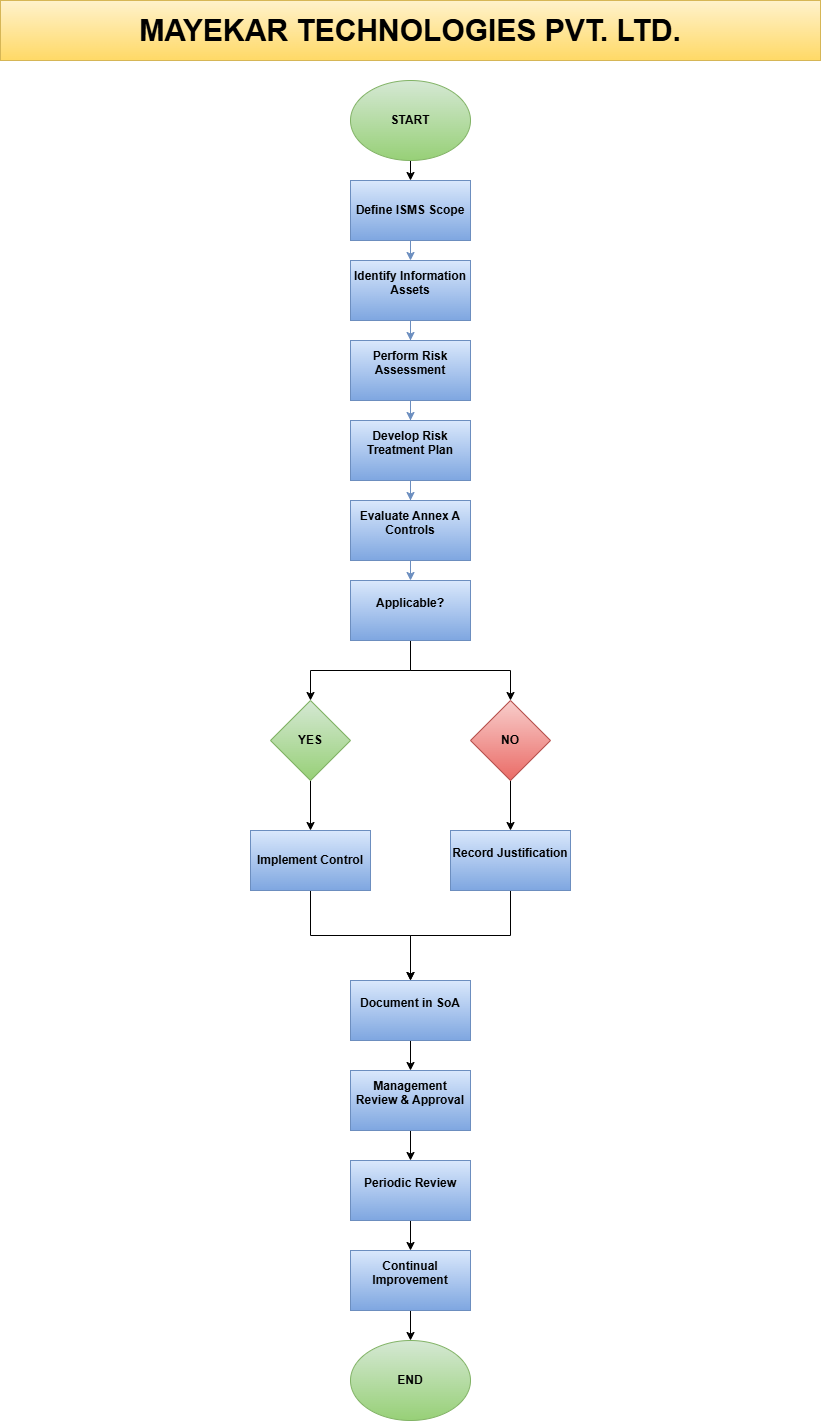 MAYEKAR TECHNOLOGIES PVT. LTD.
START
Define ISMS Scope
Identify Information
Assets
Perform Risk
Assessment
Develop Risk
Treatment Plan
Evaluate Annex A
Controls
Applicable?
YES
NO
Implement Control
Record Justification
Document in SoA
Management
Review & Approval
Periodic Review
Continual
Improvement
END